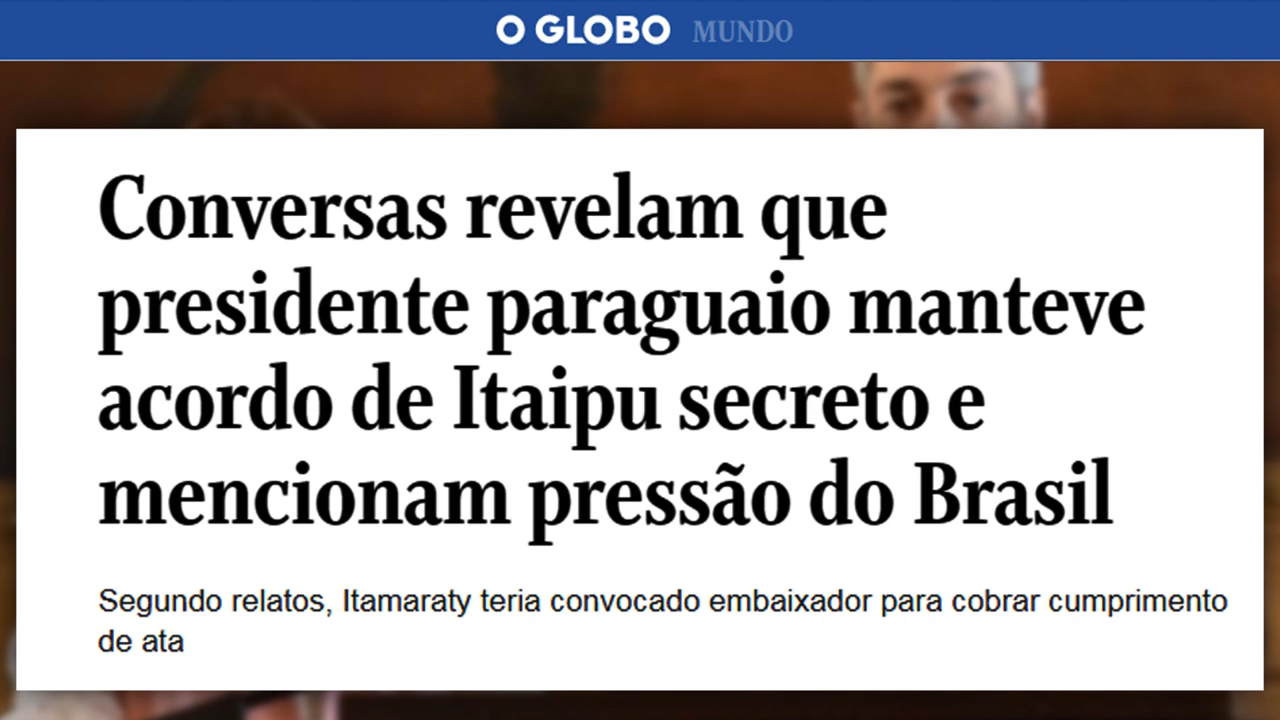 O GLOBO MUNDO
Conversas revelam que
presidente paraguaio manteve
acordo de Itaipu secreto e
mencionam pressão do Brasil
Segundo relatos, Itamaraty teria convocado embaixador para cobrar cumprimento
de ata